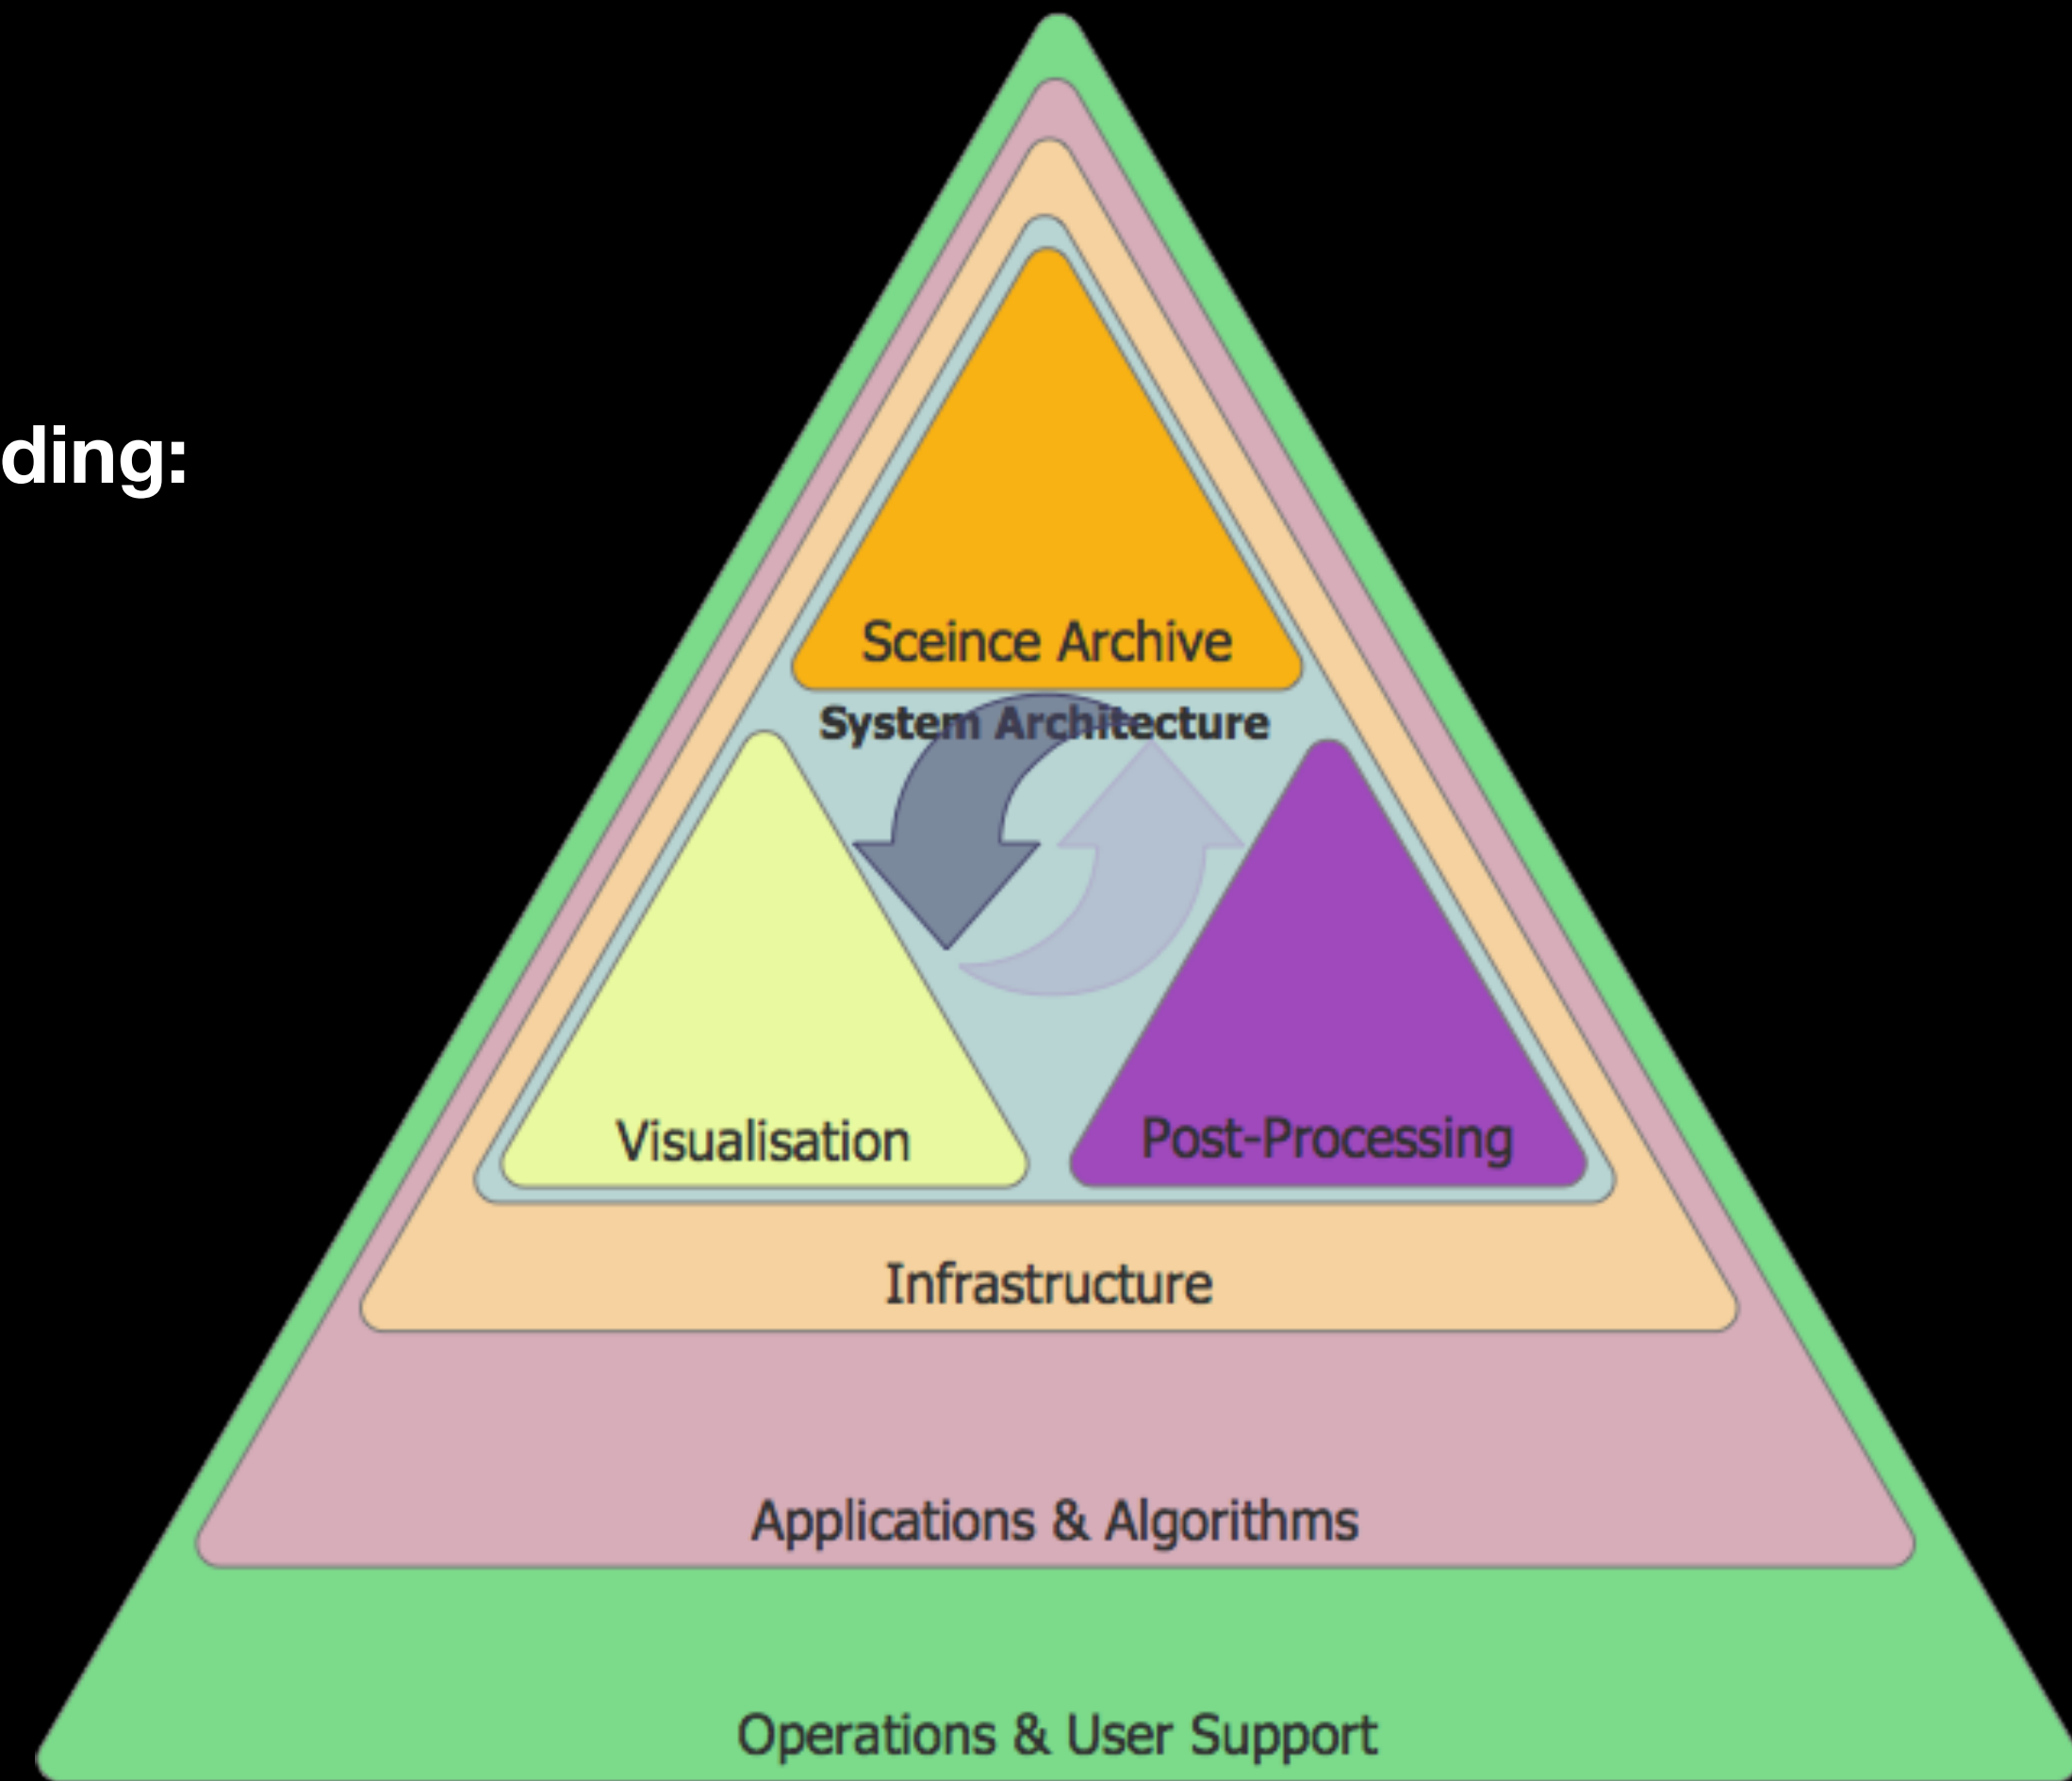 ding:
Sceince Archive
System Architecture
Visualisation
Post-Processing
Infrastructure
Applications & Algorithms
Operations & User Support